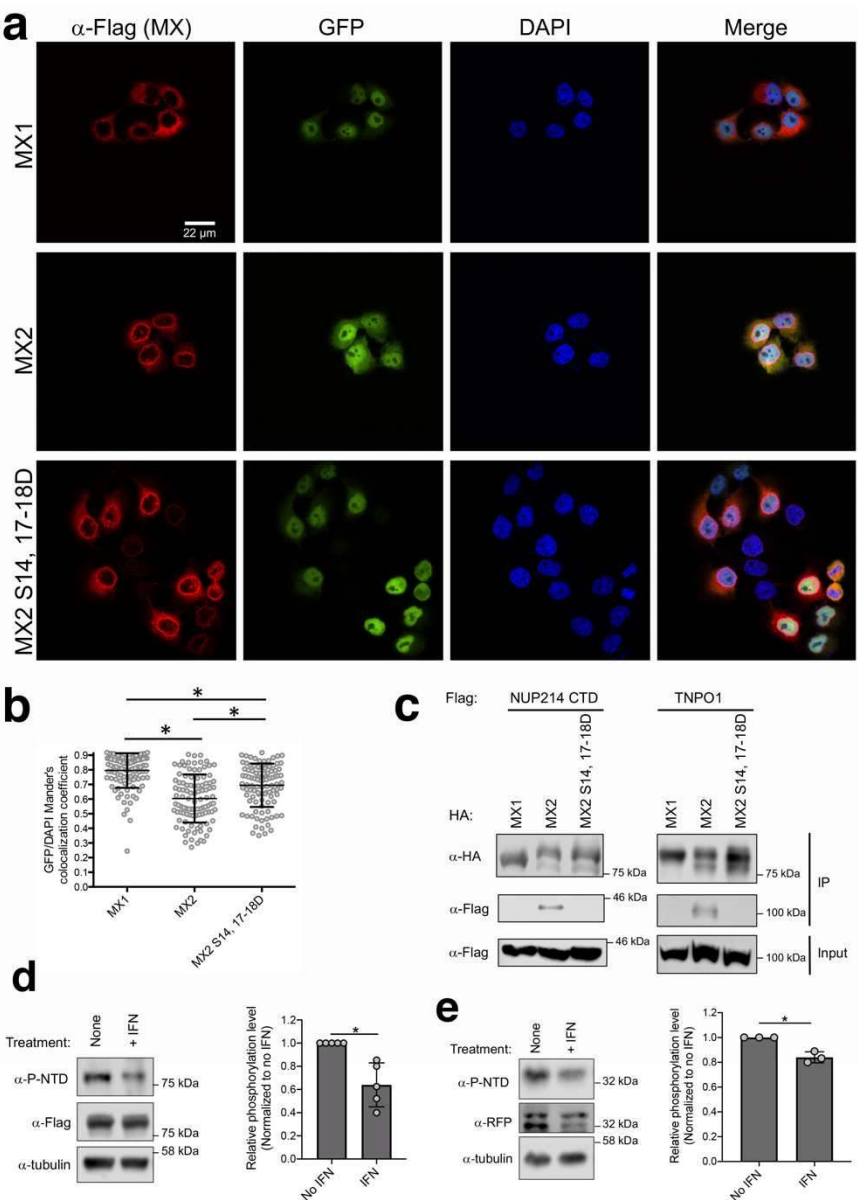 a
α-Flag (MX) GFP DAPI Merge
MX1
22 µm
MX2
MX2 S14, 17-18D
b
* 
* *
GFP/DAPI Mander's
colocalization coefficient
0.9
0.8
0.7
0.6
0.5
0.4
0.3
0.2
0.1
0.0
MX1 MX2 MX2 S14, 17-18D
c
Flag: NUP214 CTD TNPO1
HA: MX1 MX2 MX2 S14, 17-18D MX1 MX2 MX2 S14, 17-18D
α-HA 75 kDa 75 kDa
IP
α-Flag 46 kDa 100 kDa
α-Flag 46 kDa 100 kDa Input
d
Treatment: None + IFN
α-P-NTD 75 kDa
α-Flag 75 kDa
α-tubulin 58 kDa
Relative phosphorylation level
(Normalized to no IFN)
1.2
1.0
0.8
0.6
0.4
0.2
0.0
*
No IFN IFN
e
Treatment: None + IFN
α-P-NTD 32 kDa
α-RFP 32 kDa
α-tubulin 58 kDa
Relative phosphorylation level
(Normalized to no IFN)
1.2
1.0
0.8
0.6
0.4
0.2
0.0
*
No IFN IFN